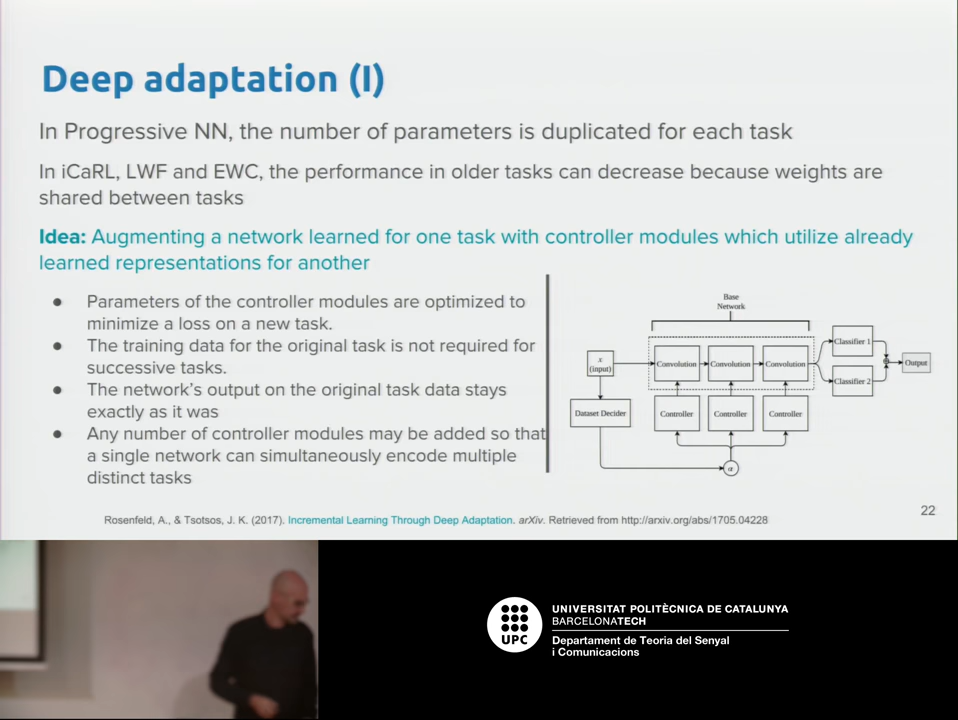 Deep adaptation (I)
In Progressive NN, the number of parameters is duplicated for each task
In iCaRL, LWF and EWC, the performance in older tasks can decrease because weights are
shared between tasks
Idea: Augmenting a network learned for one task with controller modules which utilize already
learned representations for another
● Parameters of the controller modules are optimized to
minimize a loss on a new task.
● The training data for the original task is not required for
successive tasks.
● The network's output on the original task data stays
exactly as it was
● Any number of controller modules may be added so that
a single network can simultaneously encode multiple
distinct tasks
Base
Network
x
(input)
Convolution
Convolution
Convolution
Classifier 1
Classifier 2
Output
Dataset Decider
Controller
Controller
Controller
α
Rosenfeld, A., & Tsotsos, J. K. (2017). Incremental Learning Through Deep Adaptation. arXiv. Retrieved from http://arxiv.org/abs/1705.04228
22
UPC
UNIVERSITAT POLITÈCNICA DE CATALUNYA
BARCELONATECH
Departament de Teoria del Senyal
i Comunicacions